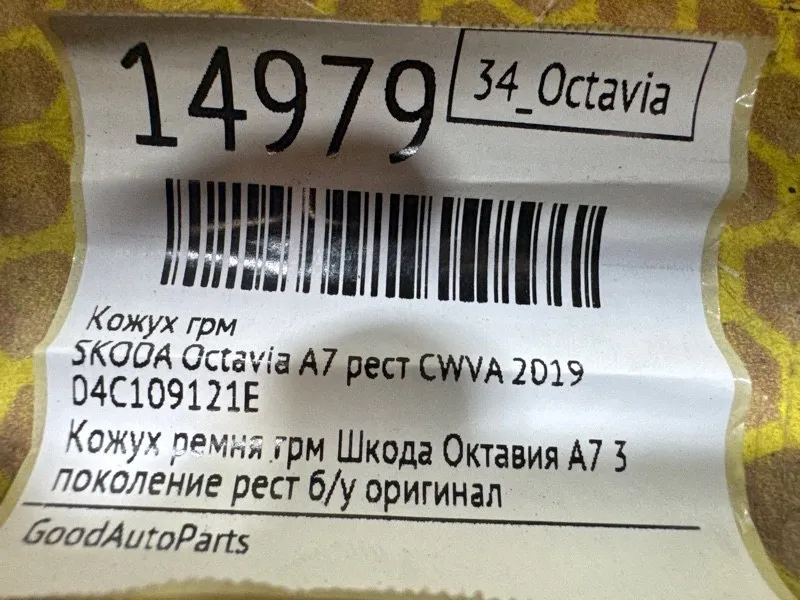 14979
34_Octavia
Кожух грм
SKODA Octavia A7 рест CWVA 2019
04C109121E
Кожух ремня грм Шкода Октавия А7 3
поколение рест б/у оригинал
GoodAutoParts